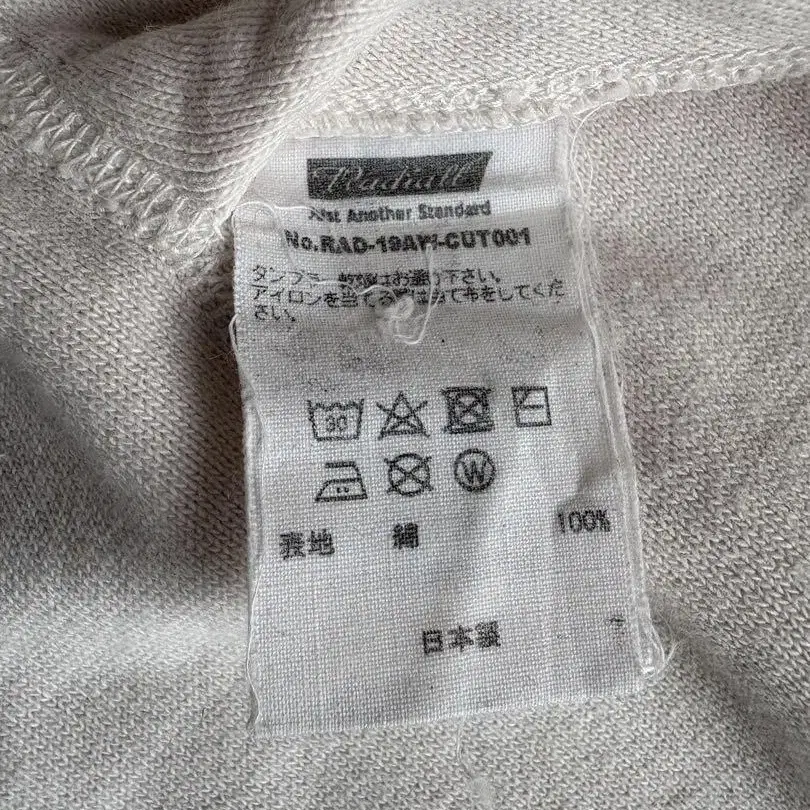 Radiall
Just Another Standard
No.RAD-19AW-CUT001
タンブラー乾燥はお避け下さい。
アイロンを当てる際は当て布をしてくだ
さい。
30
W
表地 綿 100%
日本製